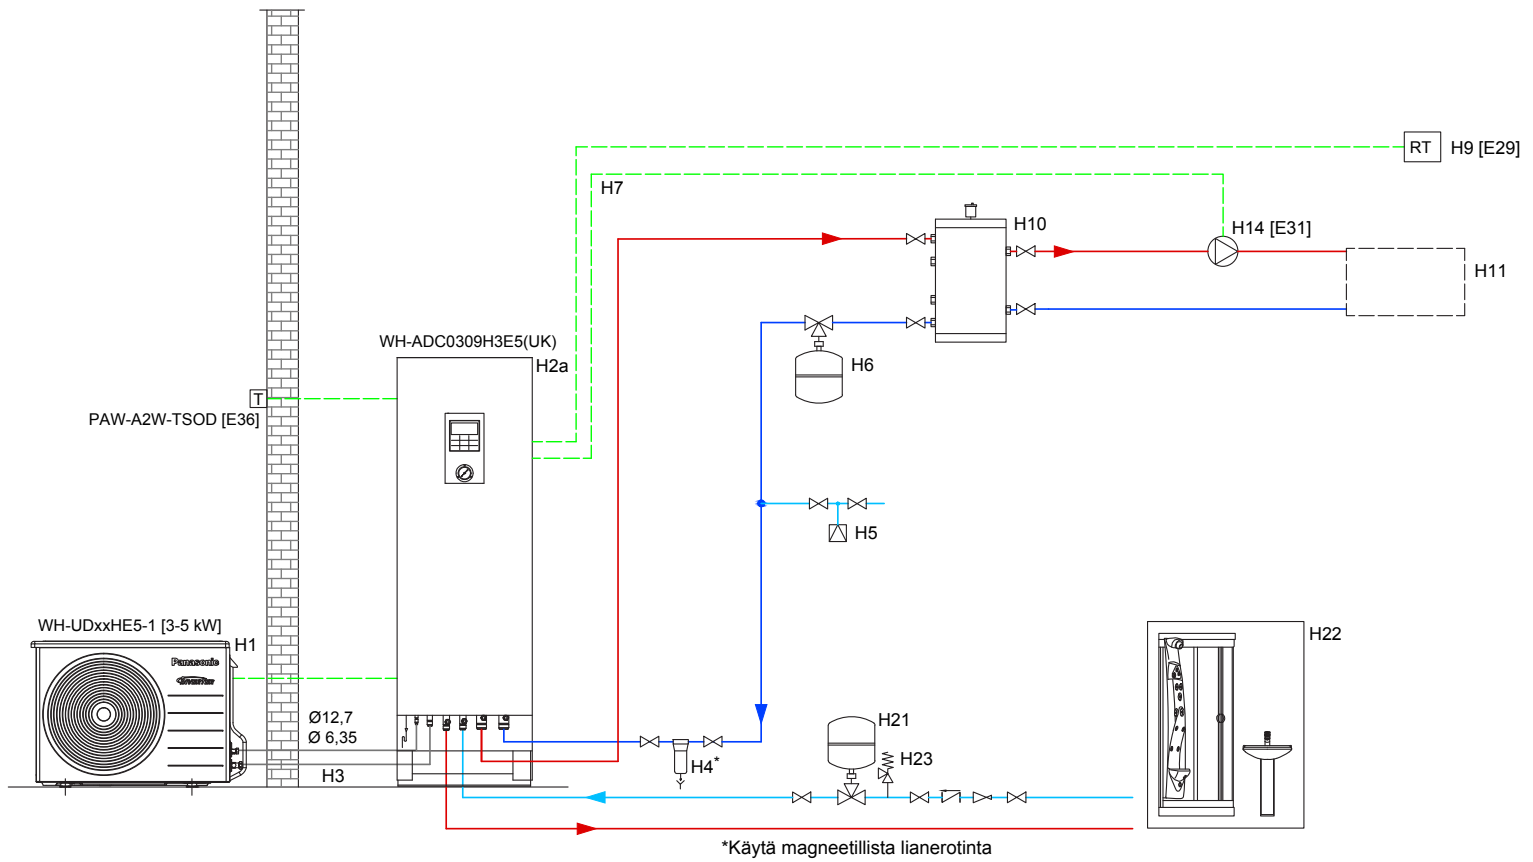 RT
H9 [E29]
H7
H10
H14 [E31]
H11
WH-ADC0309H3E5(UK)
H2a
H6
T
PAW-A2W-TSOD [E36]
H5
WH-UDxxHE5-1 [3-5 kW]
H1
Panasonic
INVERTER
H22
Ø12,7
Ø 6,35
H3
H21
H4*
H23
*Käytä magneetillista lianerotinta